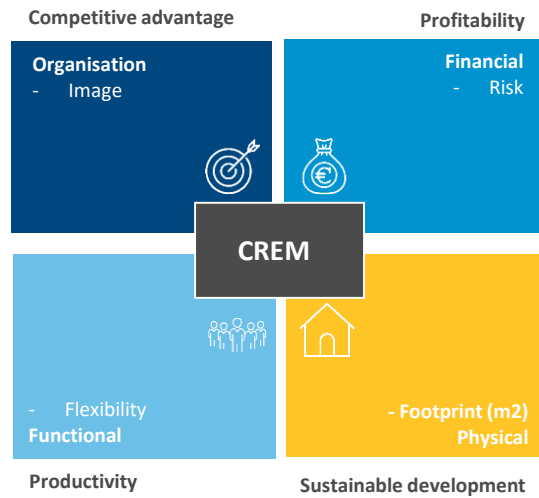 Competitive advantage
Profitability
Organisation
- Image
Financial
- Risk
€
CREM
- Flexibility
Functional
- Footprint (m2)
Physical
Productivity
Sustainable development